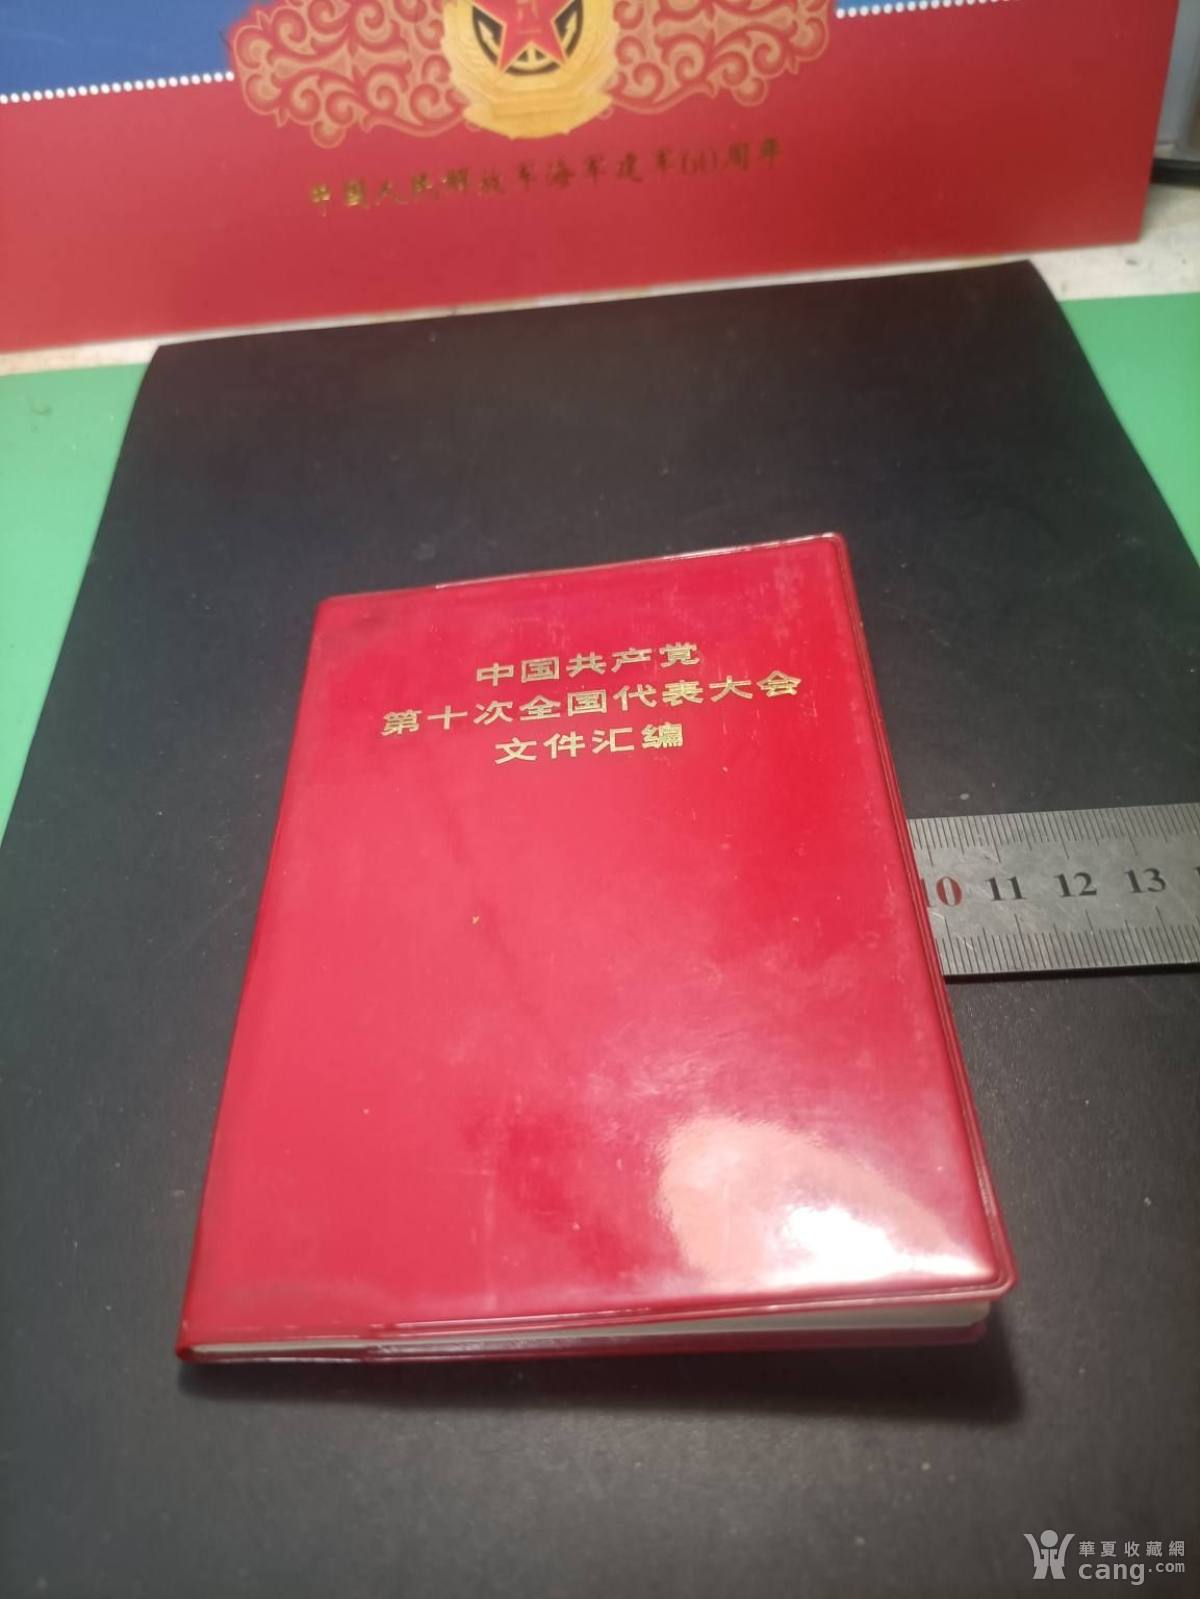 中国人民解放军海军建军60周年
中国共产党
第十次全国代表大会
文件汇编
10 11 12 13
華夏收藏網
cang.com